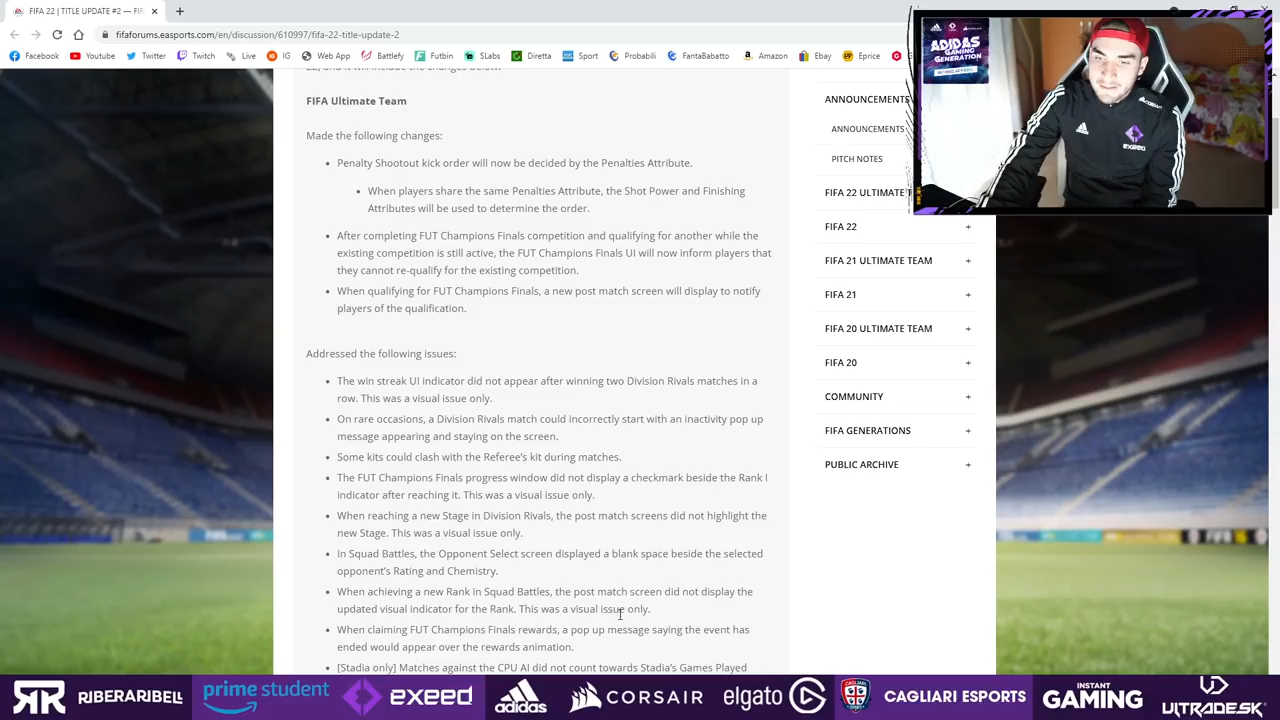 FIFA 22 | TITLE UPDATE #2 —
fifaforums.easports.com/en/
fifa-22-title-update-2
Facebook YouTube Twitter Twitch Live IG Web App Battlefy Futbin SLabs Diretta Sport Probabili FantaBabatto Amazon Ebay Eprice
FIFA Ultimate Team
Made the following changes:
• Penalty Shootout kick order will now be decided by the Penalties Attribute.
• When players share the same Penalties Attribute, the Shot Power and Finishing
Attributes will be used to determine the order.
• After completing FUT Champions Finals competition and qualifying for another while the
existing competition is still active, the FUT Champions Finals UI will now inform players that
they cannot re-qualify for the existing competition.
• When qualifying for FUT Champions Finals, a new post match screen will display to notify
players of the qualification.
Addressed the following issues:
• The win streak UI indicator did not appear after winning two Division Rivals matches in a
row. This was a visual issue only.
• On rare occasions, a Division Rivals match could incorrectly start with an inactivity pop up
message appearing and staying on the screen.
• Some kits could clash with the Referee's kit during matches.
• The FUT Champions Finals progress window did not display a checkmark beside the Rank I
indicator after reaching it. This was a visual issue only.
• When reaching a new Stage in Division Rivals, the post match screens did not highlight the
new Stage. This was a visual issue only.
• In Squad Battles, the Opponent Select screen displayed a blank space beside the selected
opponent's Rating and Chemistry.
• When achieving a new Rank in Squad Battles, the post match screen did not display the
updated visual indicator for the Rank. This was a visual issue only.
• When claiming FUT Champions Finals rewards, a pop up message saying the event has
ended would appear over the rewards animation.
• [Stadia only] Matches against the CPU AI did not count towards Stadia's Games Played
ANNOUNCEMENTS
ANNOUNCEMENTS
PITCH NOTES
FIFA 22 ULTIMATE T
FIFA 22 +
FIFA 21 ULTIMATE TEAM +
FIFA 21 +
FIFA 20 ULTIMATE TEAM +
FIFA 20 +
COMMUNITY +
FIFA GENERATIONS +
PUBLIC ARCHIVE +
ADIDAS
GAMING
GENERATION
exeed
RIBERARIBELL
prime student
exeed
adidas
CORSAIR
elgato
CAGLIARI ESPORTS
INSTANT
GAMING
ULTRADESK